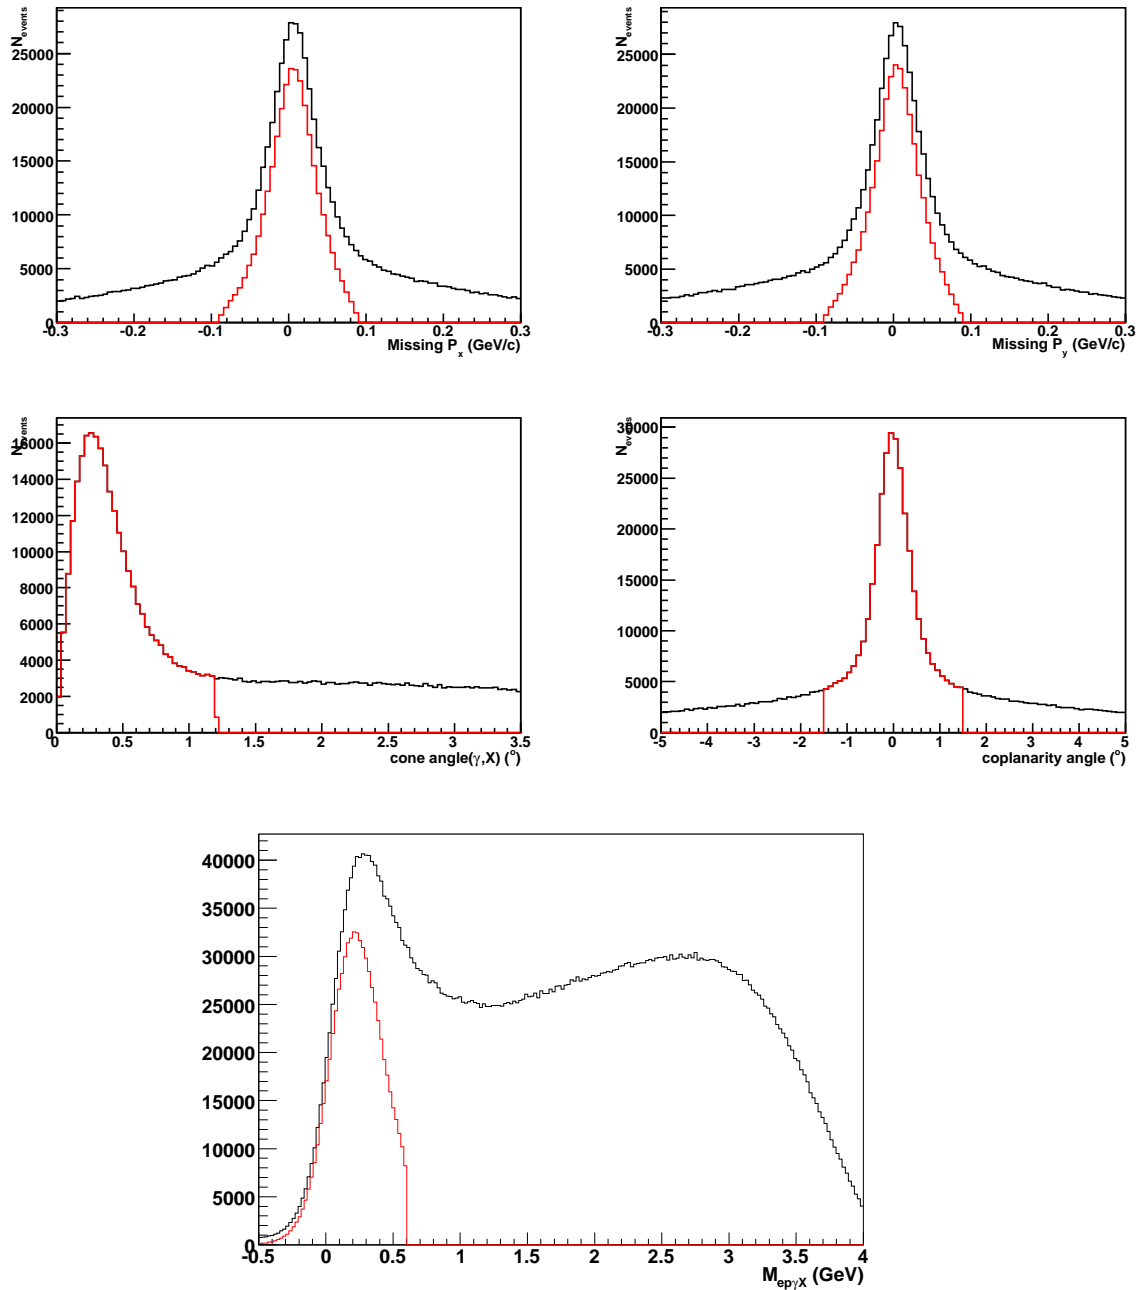 N_events
25000
20000
15000
10000
5000
0
-0.3 -0.2 -0.1 0 0.1 0.2 0.3
Missing P_x (GeV/c)
N_events
25000
20000
15000
10000
5000
0
-0.3 -0.2 -0.1 0 0.1 0.2 0.3
Missing P_y (GeV/c)
N_events
16000
14000
12000
10000
8000
6000
4000
2000
0
0 0.5 1 1.5 2 2.5 3 3.5
cone angle(γ,X) (°)
N_events
30000
25000
20000
15000
10000
5000
0
-5 -4 -3 -2 -1 0 1 2 3 4 5
coplanarity angle (°)
40000
35000
30000
25000
20000
15000
10000
5000
0
-0.5 0 0.5 1 1.5 2 2.5 3 3.5 4
M_epγX (GeV)